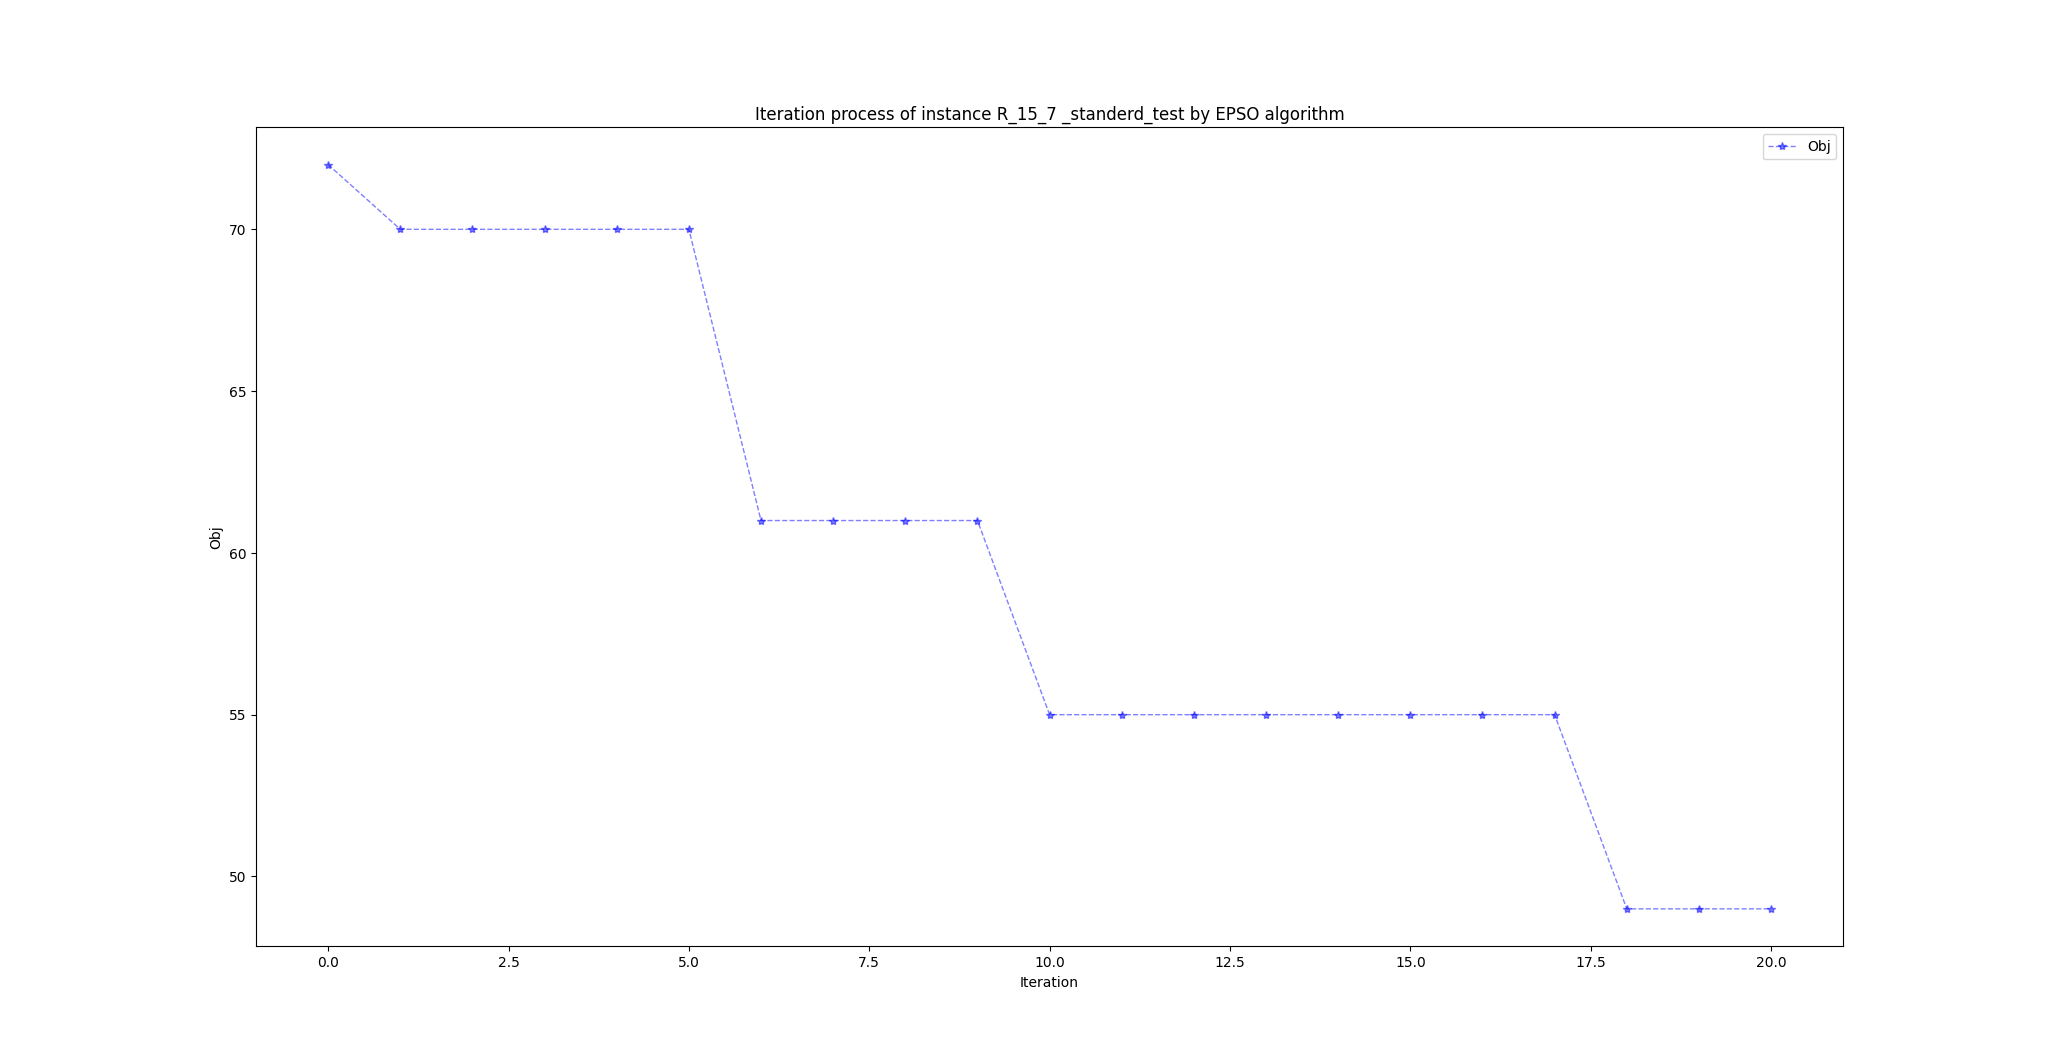 Iteration process of instance R_15_7 _standerd_test by EPSO algorithm
Obj
70
65
60
55
50
Obj
0.0 2.5 5.0 7.5 10.0 12.5 15.0 17.5 20.0
Iteration